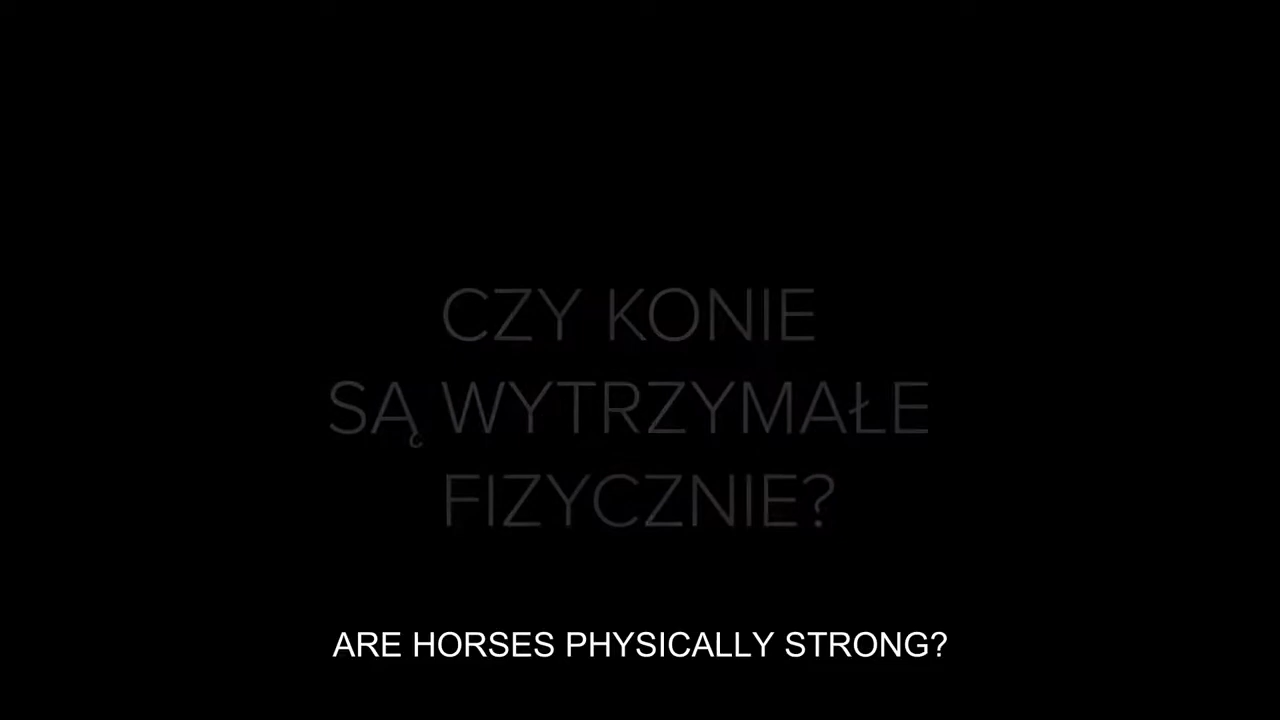 CZY KONIE
SĄ WYTRZYMAŁE
FIZYCZNIE?
ARE HORSES PHYSICALLY STRONG?